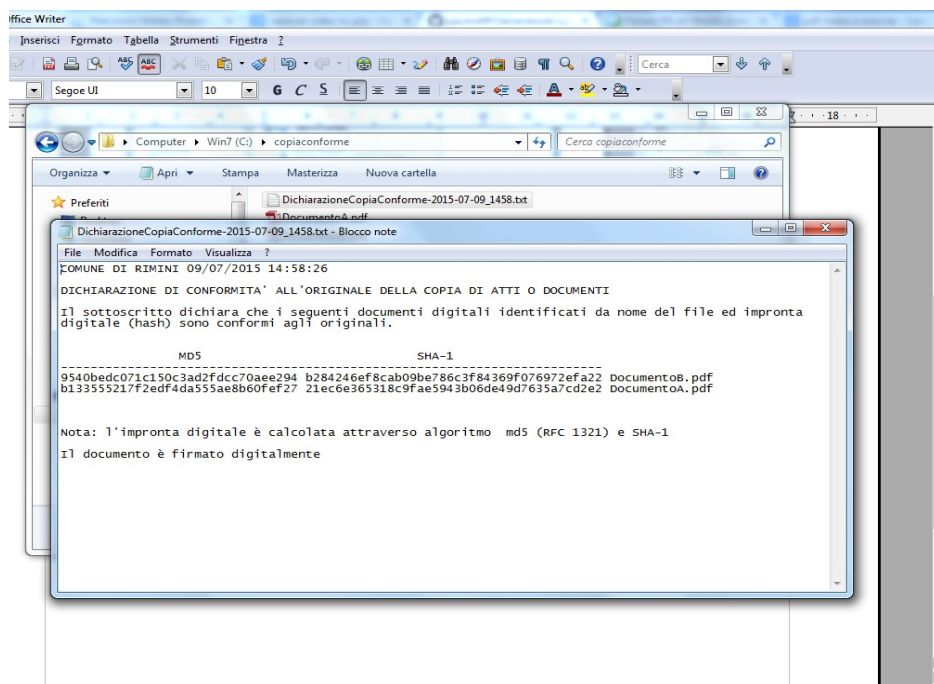 ffice Writer
Inserisci Formato Tabella Strumenti Finestra ?
Cerca
Segoe UI 10 G C S
18
Computer Win7 (C:) copiaconforme
Cerca copiaconforme
Organizza Apri Stampa Masterizza Nuova cartella
Preferiti
DichiarazioneCopiaConforme-2015-07-09_1458.txt
DocumentoA.pdf
DichiarazioneCopiaConforme-2015-07-09_1458.txt - Blocco note
File Modifica Formato Visualizza ?
COMUNE DI RIMINI 09/07/2015 14:58:26
DICHIARAZIONE DI CONFORMITA' ALL'ORIGINALE DELLA COPIA DI ATTI O DOCUMENTI
Il sottoscritto dichiara che i seguenti documenti digitali identificati da nome del file ed impronta
digitale (hash) sono conformi agli originali.
MD5 SHA-1
--------------------------------------------------------------------------
9540bedc071c150c3ad2fdcc70aee294 b284246ef8cab09be786c3f84369f076972efa22 DocumentoB.pdf
b133555217f2edf4da555ae8b60fef27 21ec6e365318c9fae5943b06de49d7635a7cd2e2 DocumentoA.pdf
Nota: l'impronta digitale è calcolata attraverso algoritmo md5 (RFC 1321) e SHA-1
Il documento è firmato digitalmente